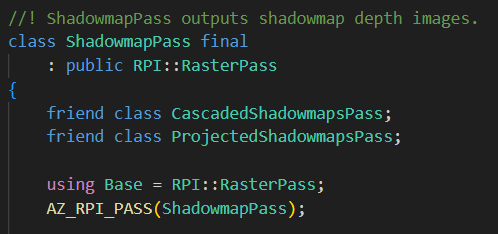 //! ShadowmapPass outputs shadowmap depth images.
class ShadowmapPass final
    : public RPI::RasterPass
{
    friend class CascadedShadowmapsPass;
    friend class ProjectedShadowmapsPass;

    using Base = RPI::RasterPass;
    AZ_RPI_PASS(ShadowmapPass);